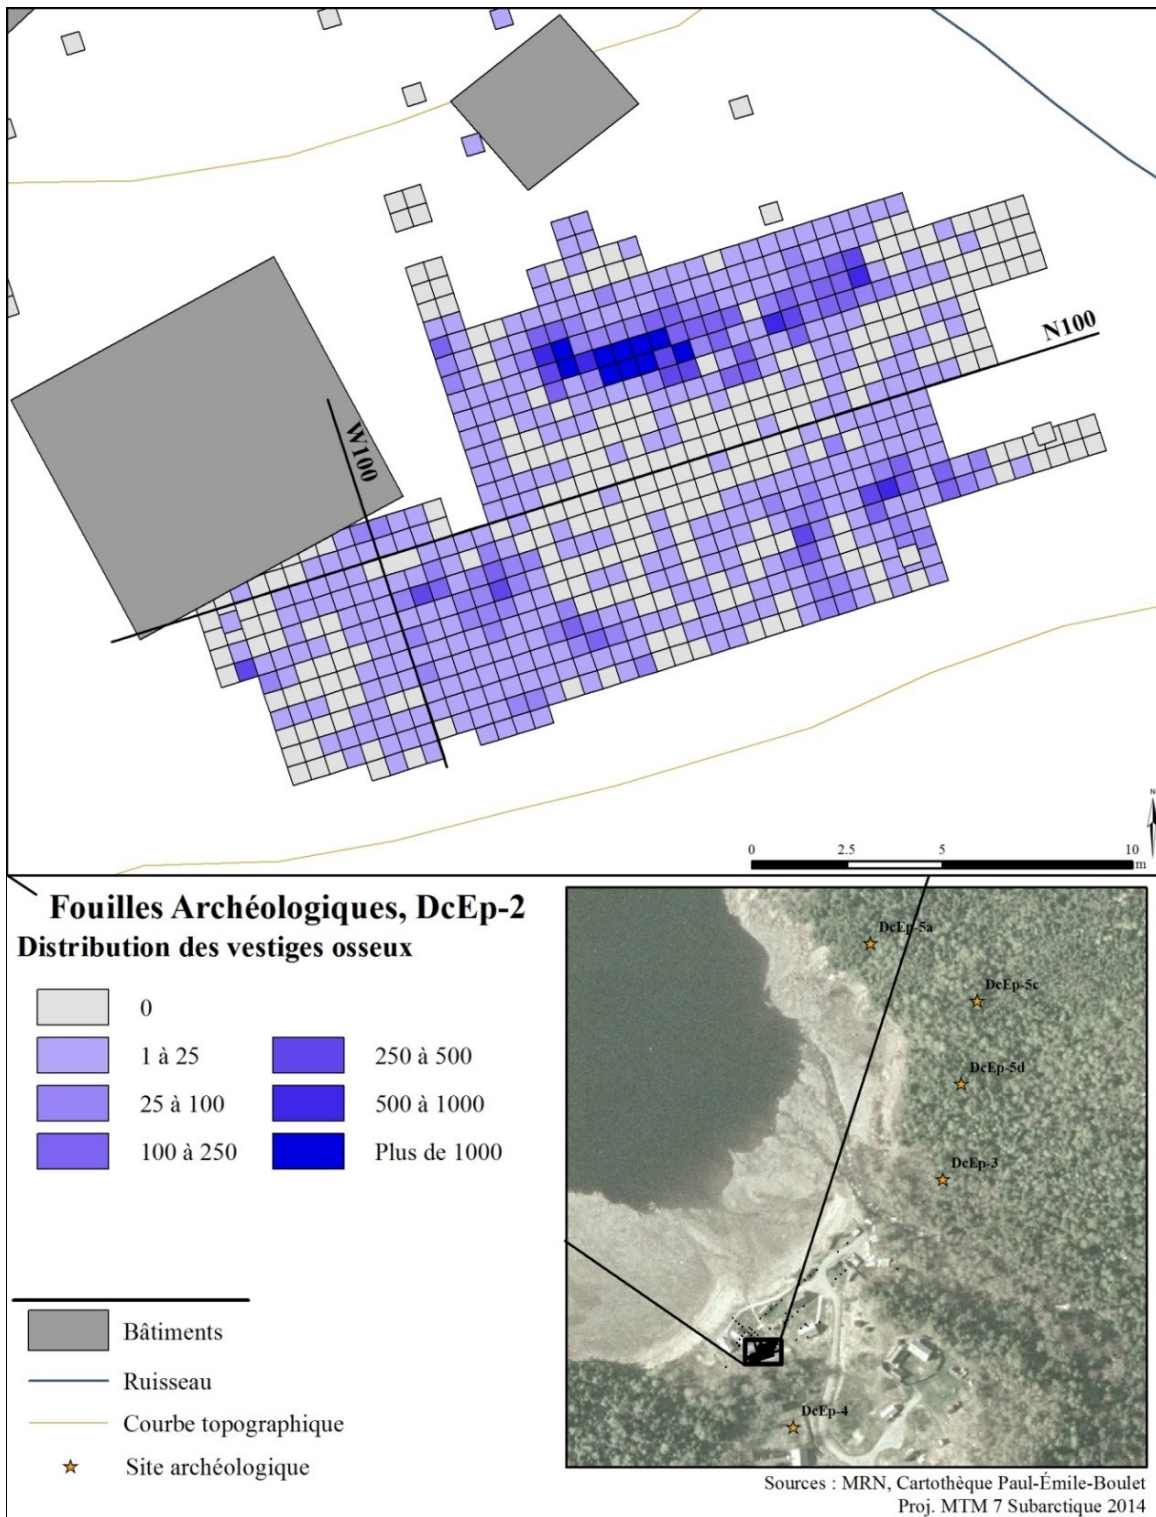 N100
W100
N
0 2.5 5 10
m
Fouilles Archéologiques, DcEp-2
Distribution des vestiges osseux
0
1 à 25
250 à 500
25 à 100
500 à 1000
100 à 250
Plus de 1000
Bâtiments
Ruisseau
Courbe topographique
Site archéologique
DcEp-5a
DcEp-5c
DcEp-5d
DcEp-3
DcEp-4
Sources : MRN, Cartothèque Paul-Émile-Boulet
Proj. MTM 7 Subarctique 2014